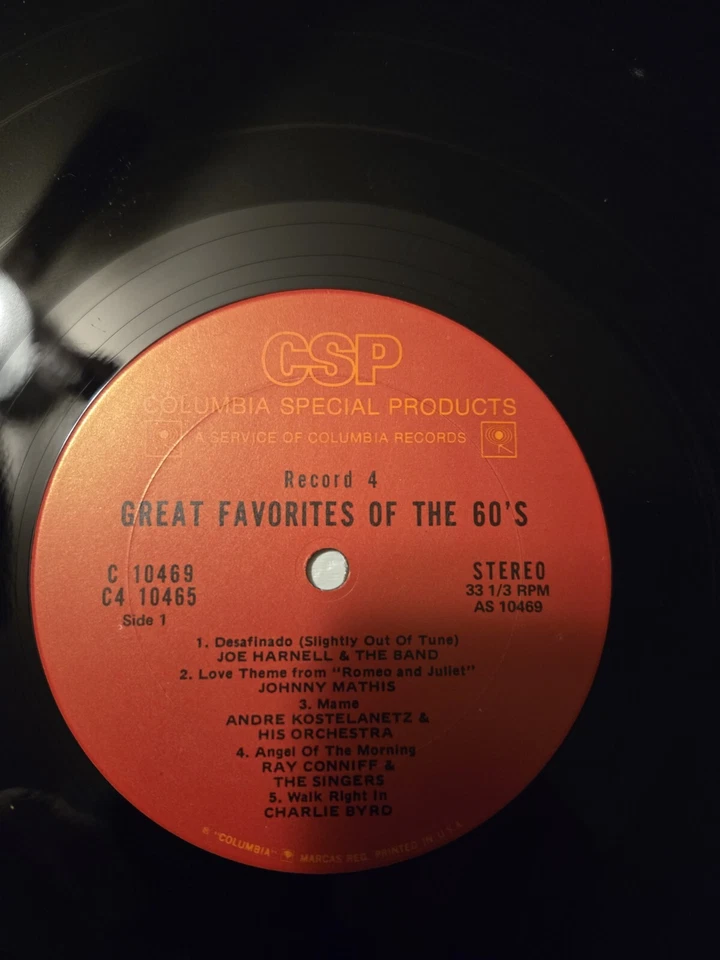 CSP
COLUMBIA SPECIAL PRODUCTS
A SERVICE OF COLUMBIA RECORDS
Record 4
GREAT FAVORITES OF THE 60'S
C 10469
C4 10465
Side 1
STEREO
33 1/3 RPM
AS 10469
1. Desafinado (Slightly Out Of Tune)
JOE HARNELL & THE BAND
2. Love Theme from "Romeo and Juliet"
JOHNNY MATHIS
3. Mame
ANDRE KOSTELANETZ &
HIS ORCHESTRA
4. Angel Of The Morning
RAY CONNIFF &
THE SINGERS
5. Walk Right In
CHARLIE BYRD
® "COLUMBIA" MARCAS REG. PRINTED IN U.S.A.